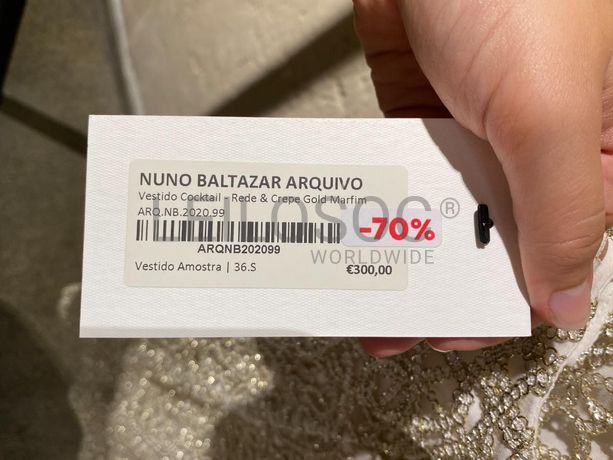 NUNO BALTAZAR ARQUIVO
Vestido Cocktail - Rede & Crepe Gold Marfim
ARQ.NB.2020.99
LEILOSOC®
WORLDWIDE
-70%
ARQNB202099
Vestido Amostra | 36.S
€300,00